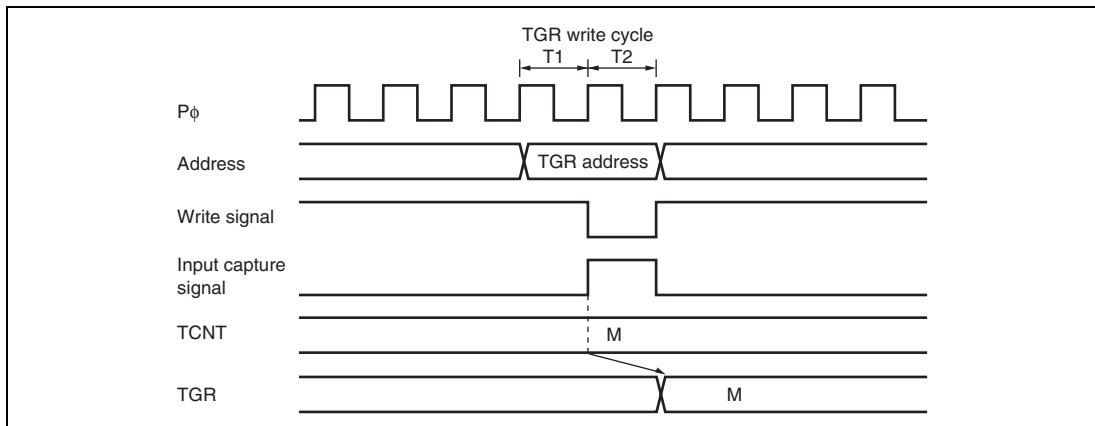 TGR write cycle
T1 T2
Pφ
Address TGR address
Write signal
Input capture
signal
TCNT M
TGR M